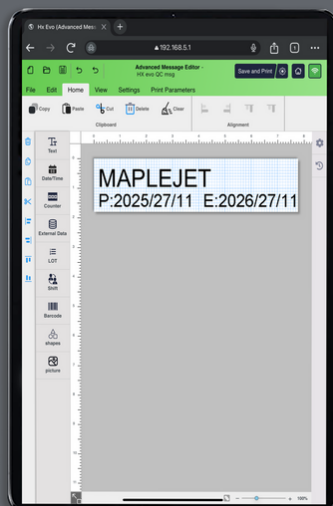 Hx Evo (Advanced Mess
192.168.5.1
Advanced Message Editor -
HX evo QC msg
Save and Print
File Edit Home View Settings Print Parameters
Copy Paste Cut Delete Clear
Clipboard Alignment
Text
Date/Time
Counter
External Data
LOT
Shift
Barcode
shapes
picture
MAPLEJET
P:2025/27/11 E:2026/27/11
100%